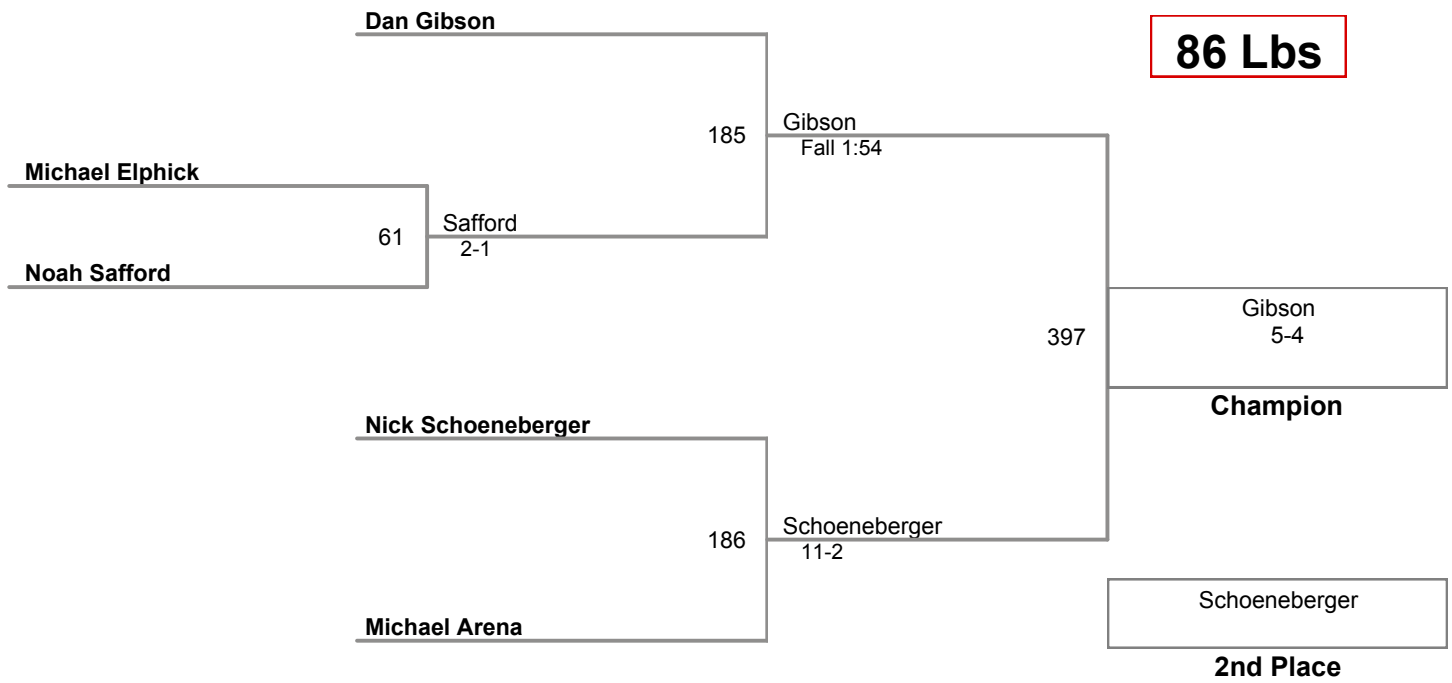 Dan Gibson
86 Lbs
185
Gibson
Fall 1:54
Michael Elphick
61
Safford
2-1
Noah Safford
397
Gibson
5-4
Champion
Nick Schoeneberger
186
Schoeneberger
11-2
Michael Arena
Schoeneberger
2nd Place